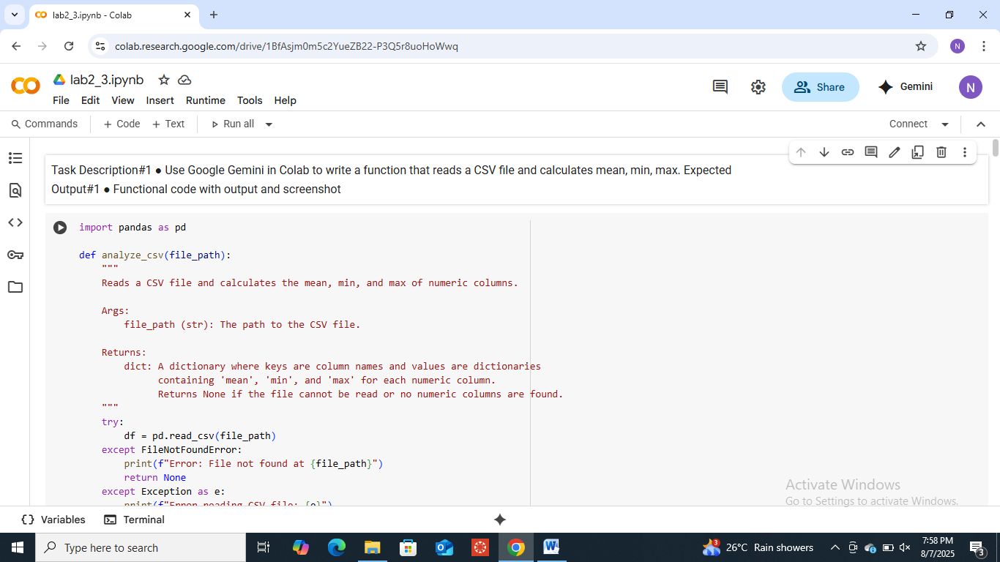 lab2_3.ipynb - Colab
colab.research.google.com/drive/1BfAsjm0m5c2YueZB22-P3Q5r8uoHoWwq
N
lab2_3.ipynb
File Edit View Insert Runtime Tools Help
Share
Gemini
N
Commands + Code + Text Run all
Connect
Task Description#1 ● Use Google Gemini in Colab to write a function that reads a CSV file and calculates mean, min, max. Expected
Output#1 ● Functional code with output and screenshot
import pandas as pd
def analyze_csv(file_path):
"""
Reads a CSV file and calculates the mean, min, and max of numeric columns.
Args:
file_path (str): The path to the CSV file.
Returns:
dict: A dictionary where keys are column names and values are dictionaries
containing 'mean', 'min', and 'max' for each numeric column.
Returns None if the file cannot be read or no numeric columns are found.
"""
try:
df = pd.read_csv(file_path)
except FileNotFoundError:
print(f"Error: File not found at {file_path}")
return None
except Exception as e:
print(f"Error reading CSV file: {e}")
Activate Windows
Go to Settings to activate Windows.
Variables Terminal
Type here to search
3
26°C Rain showers
7:58 PM
8/7/2025
3